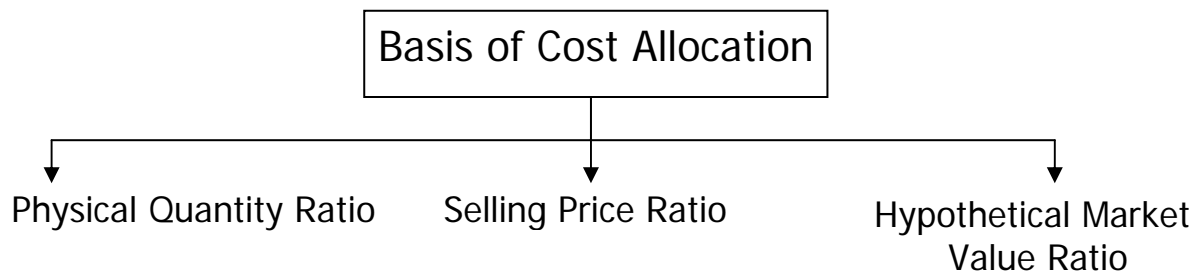 Basis of Cost Allocation
Physical Quantity Ratio
Selling Price Ratio
Hypothetical Market
Value Ratio